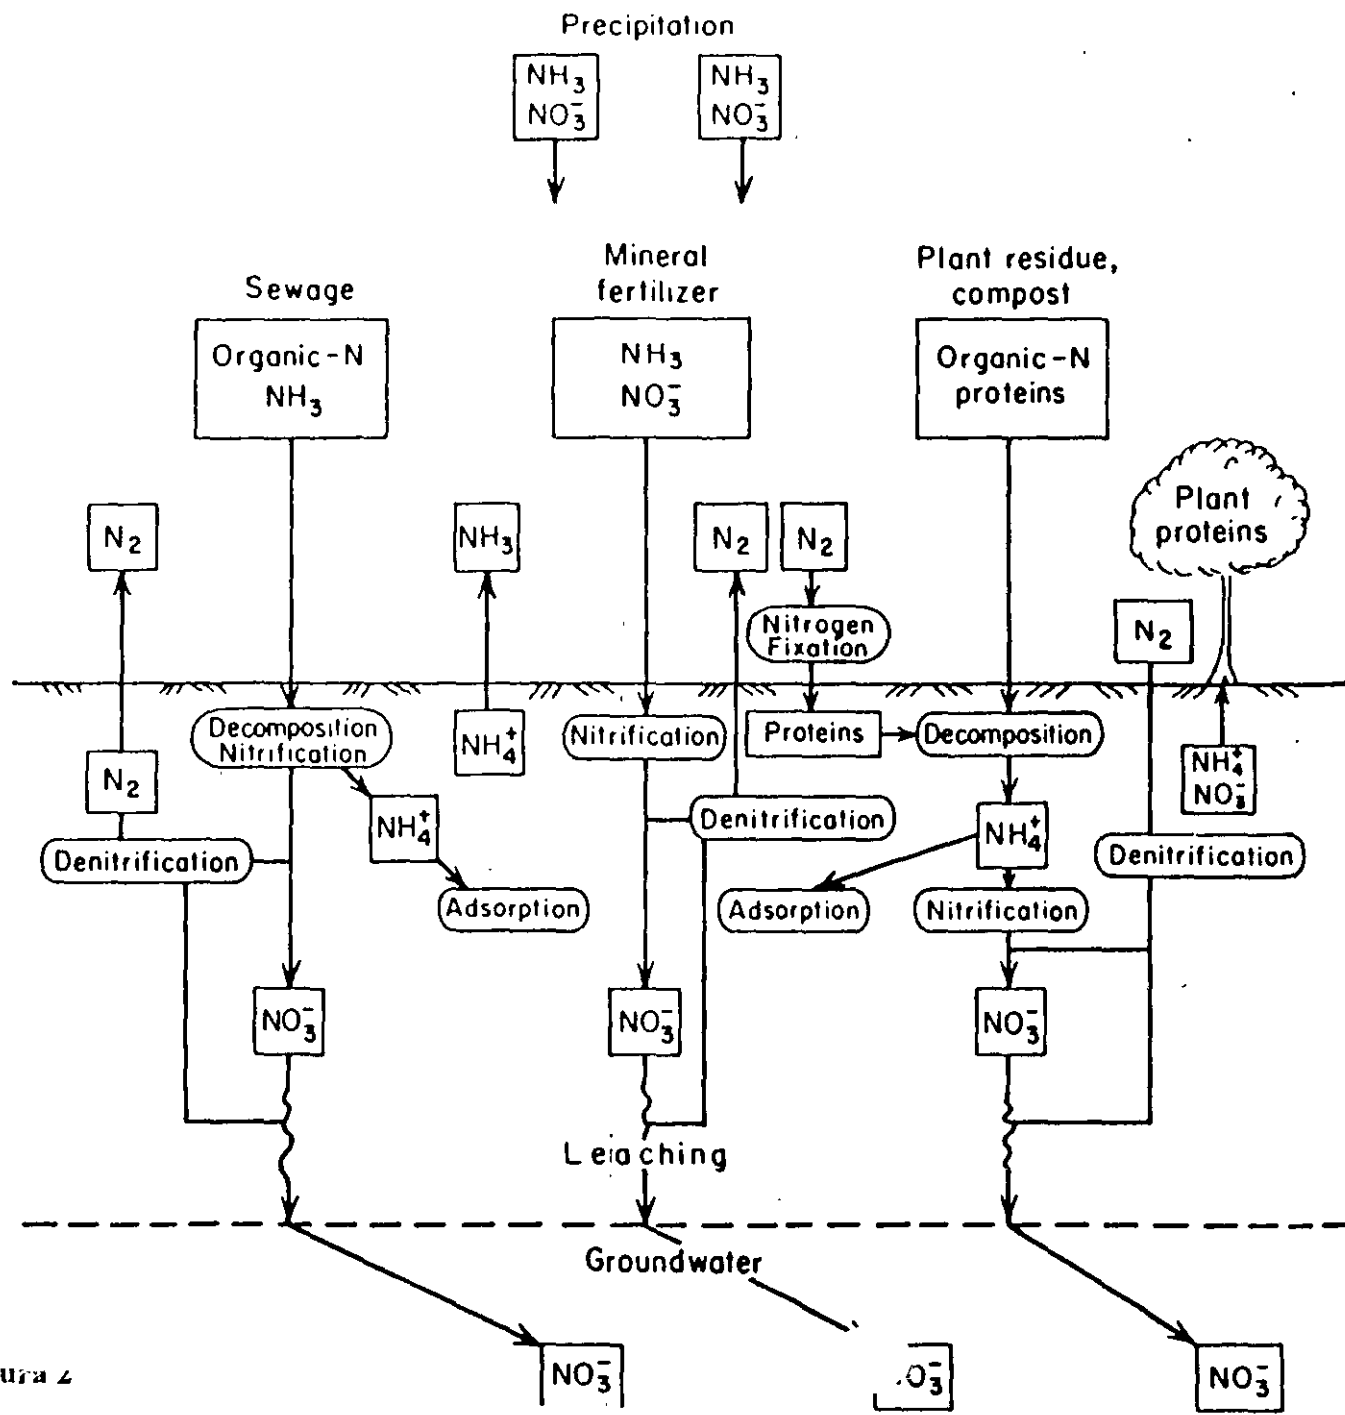 Precipitation
NH₃
NO₃⁻
NH₃
NO₃⁻
Sewage
Organic-N
NH₃
Mineral
fertilizer
NH₃
NO₃⁻
Plant residue,
compost
Organic-N
proteins
N₂
NH₃
N₂
N₂
Nitrogen
Fixation
Plant
proteins
N₂
Decomposition
Nitrification
NH₄⁺
Nitrification
Proteins
Decomposition
NH₄⁺
NO₃⁻
N₂
NH₄⁺
Denitrification
NH₄⁺
Denitrification
Denitrification
Adsorption
Adsorption
Nitrification
NO₃⁻
NO₃⁻
NO₃⁻
Leaching
Groundwater
NO₃⁻
O₃⁻
NO₃⁻